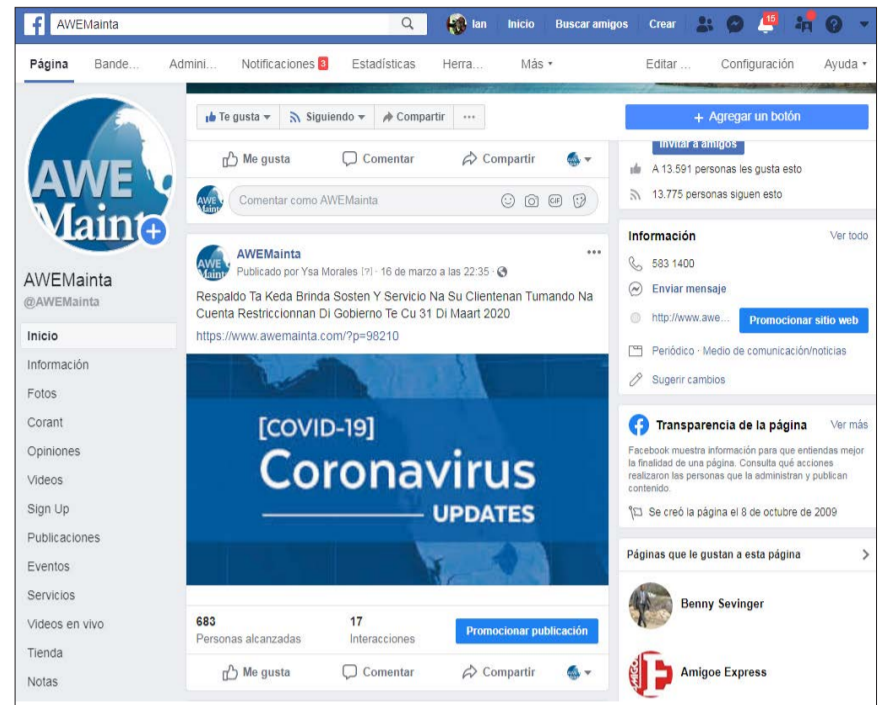 AWEMainta
Ian Inicio Buscar amigos Crear 15
Página Bande... Admini... Notificaciones 3 Estadísticas Herra... Más Editar ... Configuración Ayuda
AWE
Mainta
AWEMainta
@AWEMainta
Inicio
Información
Fotos
Corant
Opiniones
Videos
Sign Up
Publicaciones
Eventos
Servicios
Videos en vivo
Tienda
Notas
Te gusta Siguiendo Compartir ...
Me gusta Comentar Compartir
AWE
Mainta
Comentar como AWEMainta GIF
AWE
Mainta
AWEMainta ...
Publicado por Ysa Morales [?] · 16 de marzo a las 22:35 ·
Respaldo Ta Keda Brinda Sosten Y Servicio Na Su Clientenan Tumando Na
Cuenta Restriccionnan Di Gobierno Te Cu 31 Di Maart 2020
https://www.awemainta.com/?p=98210
[COVID-19]
Coronavirus
UPDATES
683
Personas alcanzadas
17
Interacciones
Promocionar publicación
Me gusta Comentar Compartir
+ Agregar un botón
Invitar a amigos
A 13.591 personas les gusta esto
13.775 personas siguen esto
Información Ver todo
583 1400
Enviar mensaje
http://www.awe... Promocionar sitio web
Periódico · Medio de comunicación/noticias
Sugerir cambios
Transparencia de la página Ver más
Facebook muestra información para que entiendas mejor
la finalidad de una página. Consulta qué acciones
realizaron las personas que la administran y publican
contenido.
Se creó la página el 8 de octubre de 2009
Páginas que le gustan a esta página
Benny Sevinger
Amigoe Express